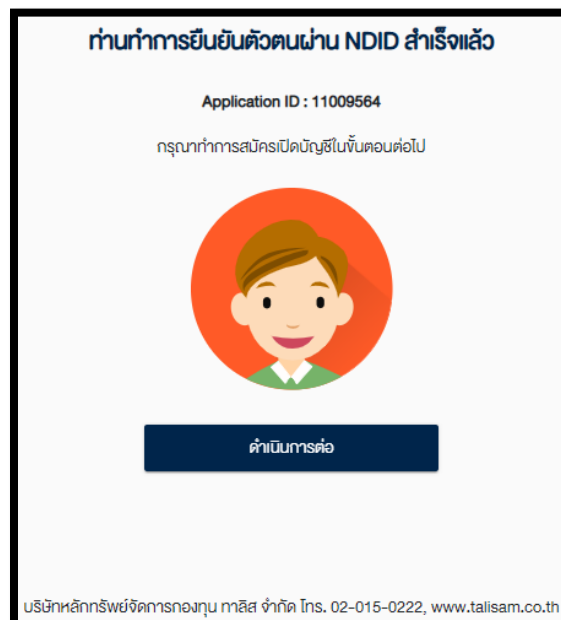 ท่านทำการยืนยันตัวตนผ่าน NDID สำเร็จแล้ว
Application ID : 11009564
กรุณาทำการสมัครเปิดบัญชีในขั้นตอนต่อไป
ดำเนินการต่อ
บริษัทหลักทรัพย์จัดการกองทุน ทาลิส จำกัด โทร. 02-015-0222, www.talisam.co.th